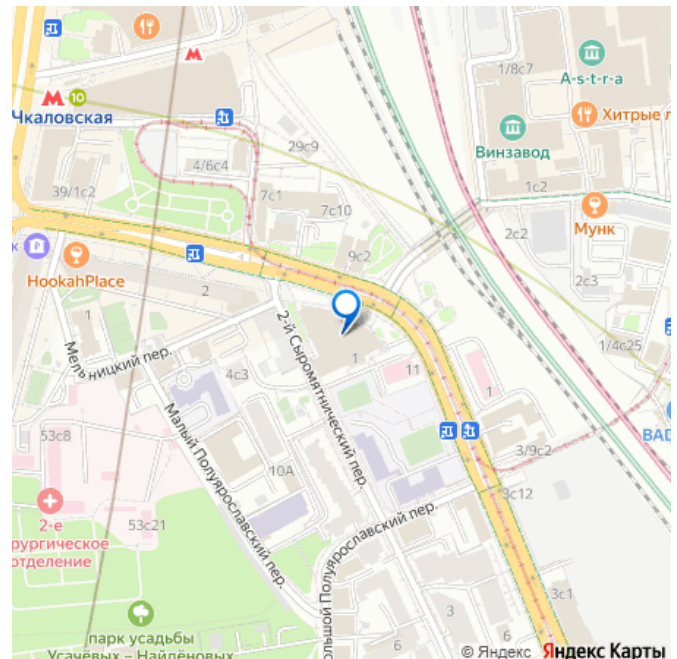 1/8с7
A-s-t-r-a
Чкаловская
10
Хитрые л
Винзавод
29с9
4/6с4
39/1с2
7с1
7с10
1с2
Мунк
2с2
к
HookahPlace
9с2
2с3
2
1
2-й Сыромятнический пер.
Мельницкий пер.
1/4с25
1
4с3
11
1
BAD
Малый Полуярославский пер.
53с8
3/9с2
10А
3с12
53с21
2-е
рургическое
отделение
ольшой Полуярославский пер.
3с1
3
парк усадьбы
Усачёвых – Найдёновых
6
6
© Яндекс Яндекс Карты